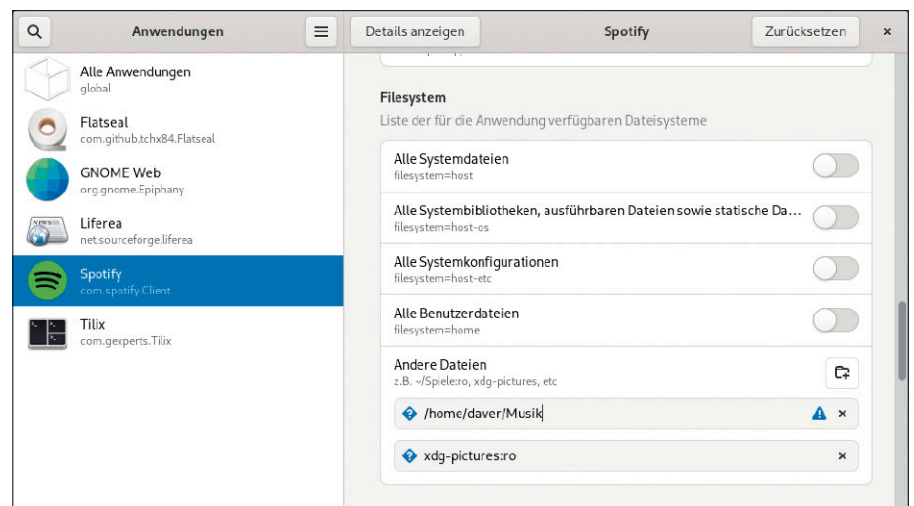 Anwendungen
Details anzeigen
Spotify
Zurücksetzen
Alle Anwendungen
global
Flatseal
com.github.tchx84.Flatseal
GNOME Web
org.gnome.Epiphany
Liferea
net.sourceforge.liferea
Spotify
com.spotify.Client
Tilix
com.gexperts.Tilix
Filesystem
Liste der für die Anwendung verfügbaren Dateisysteme
Alle Systemdateien
filesystem=host
Alle Systembibliotheken, ausführbaren Dateien sowie statische Da...
filesystem=host-os
Alle Systemkonfigurationen
filesystem=host-etc
Alle Benutzerdateien
filesystem=home
Andere Dateien
z.B. ~/Spiele:ro, xdg-pictures, etc
/home/daver/Musik
xdg-pictures:ro